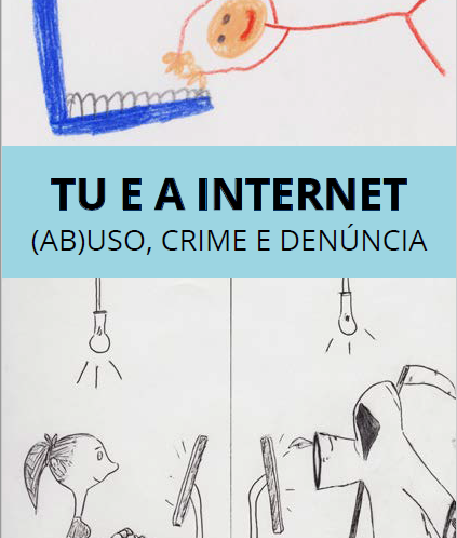 TU E A INTERNET
(AB)USO, CRIME E DENÚNCIA